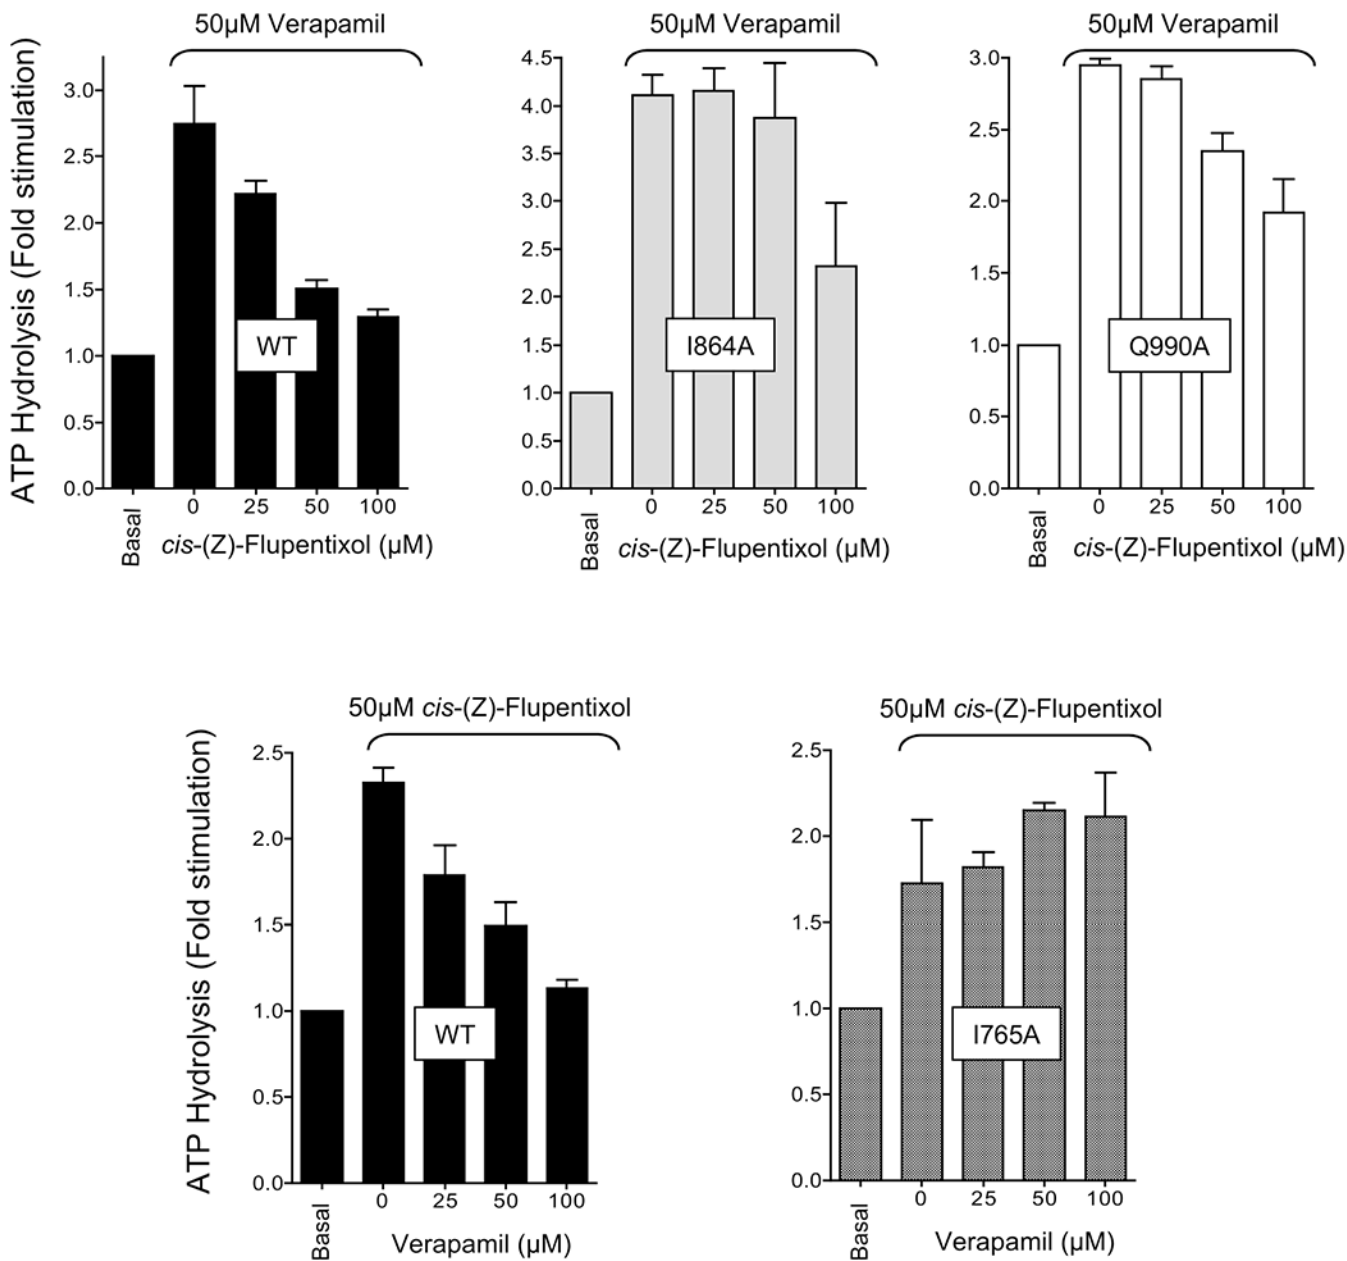 50µM Verapamil
50µM Verapamil
50µM Verapamil
ATP Hydrolysis (Fold stimulation)
3.0
2.5
2.0
1.5
1.0
0.5
0.0
WT
Basal
0 25 50 100
cis-(Z)-Flupentixol (µM)
4.5
4.0
3.5
3.0
2.5
2.0
1.5
1.0
0.5
0.0
I864A
Basal
0 25 50 100
cis-(Z)-Flupentixol (µM)
3.0
2.5
2.0
1.5
1.0
0.5
0.0
Q990A
Basal
0 25 50 100
cis-(Z)-Flupentixol (µM)
50µM cis-(Z)-Flupentixol
50µM cis-(Z)-Flupentixol
ATP Hydrolysis (Fold stimulation)
2.5
2.0
1.5
1.0
0.5
0.0
WT
Basal
0 25 50 100
Verapamil (µM)
2.5
2.0
1.5
1.0
0.5
0.0
I765A
Basal
0 25 50 100
Verapamil (µM)